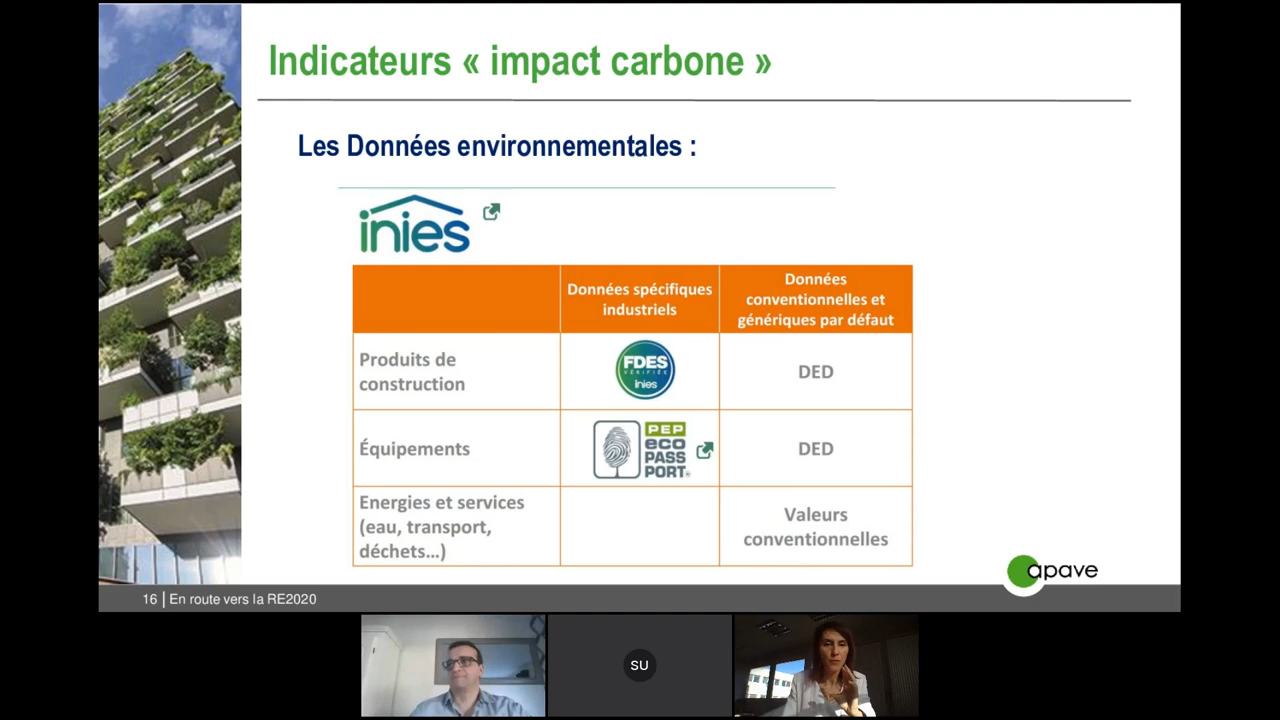 Indicateurs « impact carbone »
Les Données environnementales :
inies
Données spécifiques
industriels
Données
conventionnelles et
génériques par défaut
Produits de
construction
FDES
VÉRIFIÉE
inies
DED
Équipements
PEP
eco
PASS
PORT®
DED
Energies et services
(eau, transport,
déchets…)
Valeurs
conventionnelles
apave
16 | En route vers la RE2020
SU